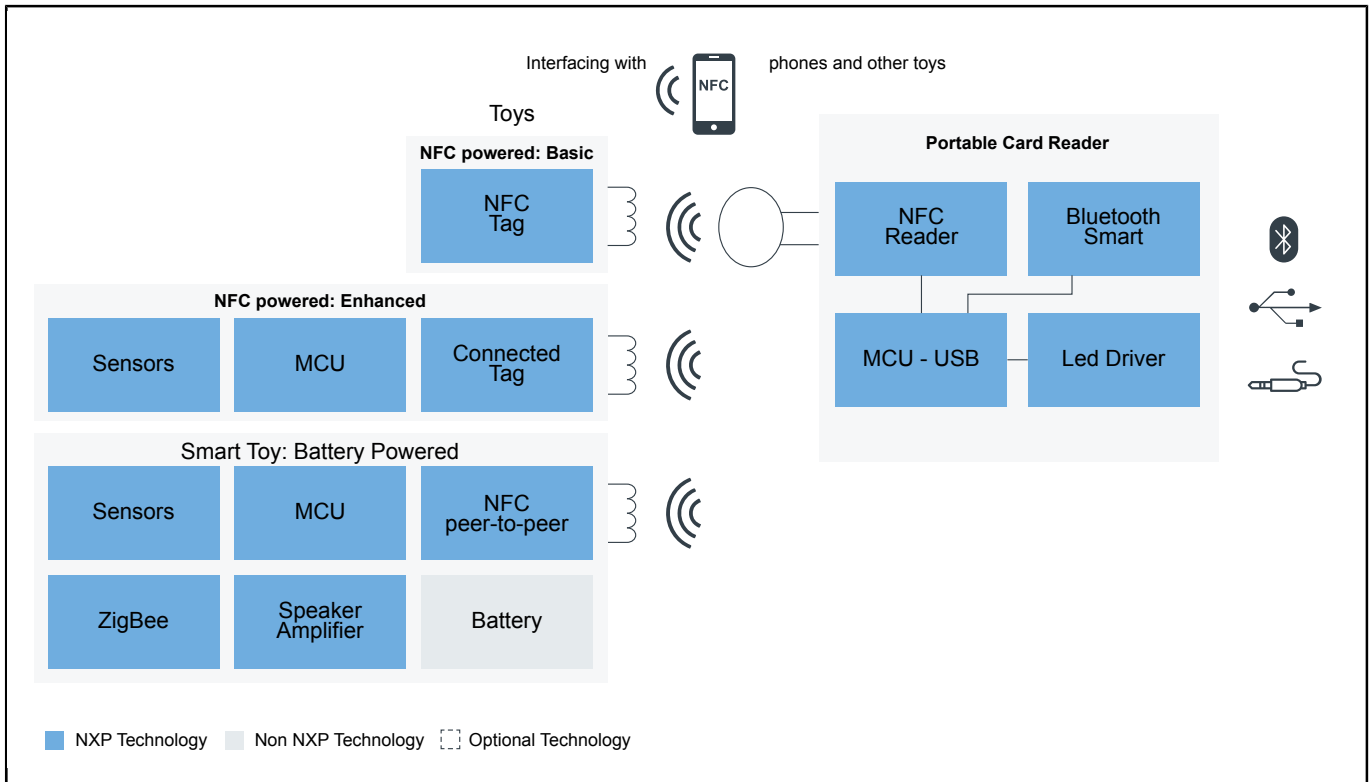 Interfacing with
phones and other toys
NFC
Toys
NFC powered: Basic
NFC
Tag
Portable Card Reader
NFC
Reader
Bluetooth
Smart
MCU - USB
Led Driver
NFC powered: Enhanced
Sensors
MCU
Connected
Tag
Smart Toy: Battery Powered
Sensors
MCU
NFC
peer-to-peer
ZigBee
Speaker
Amplifier
Battery
NXP Technology
Non NXP Technology
Optional Technology